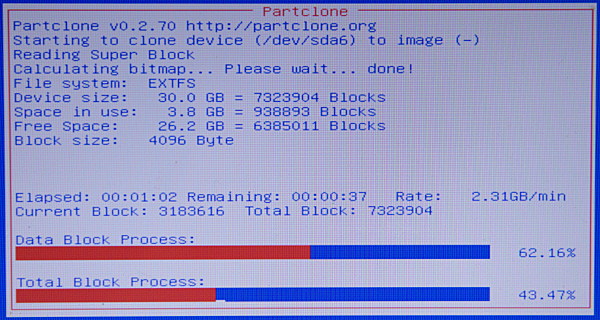 Partclone
Partclone v0.2.70 http://partclone.org
Starting to clone device (/dev/sda6) to image (-)
Reading Super Block
Calculating bitmap... Please wait... done!
File system:  EXTFS
Device size:   30.0 GB = 7323904 Blocks
Space in use:   3.8 GB = 938893 Blocks
Free Space:    26.2 GB = 6385011 Blocks
Block size:   4096 Byte
Elapsed: 00:01:02 Remaining: 00:00:37   Rate:   2.31GB/min
Current Block: 3183616  Total Block: 7323904
Data Block Process:
62.16%
Total Block Process:
43.47%